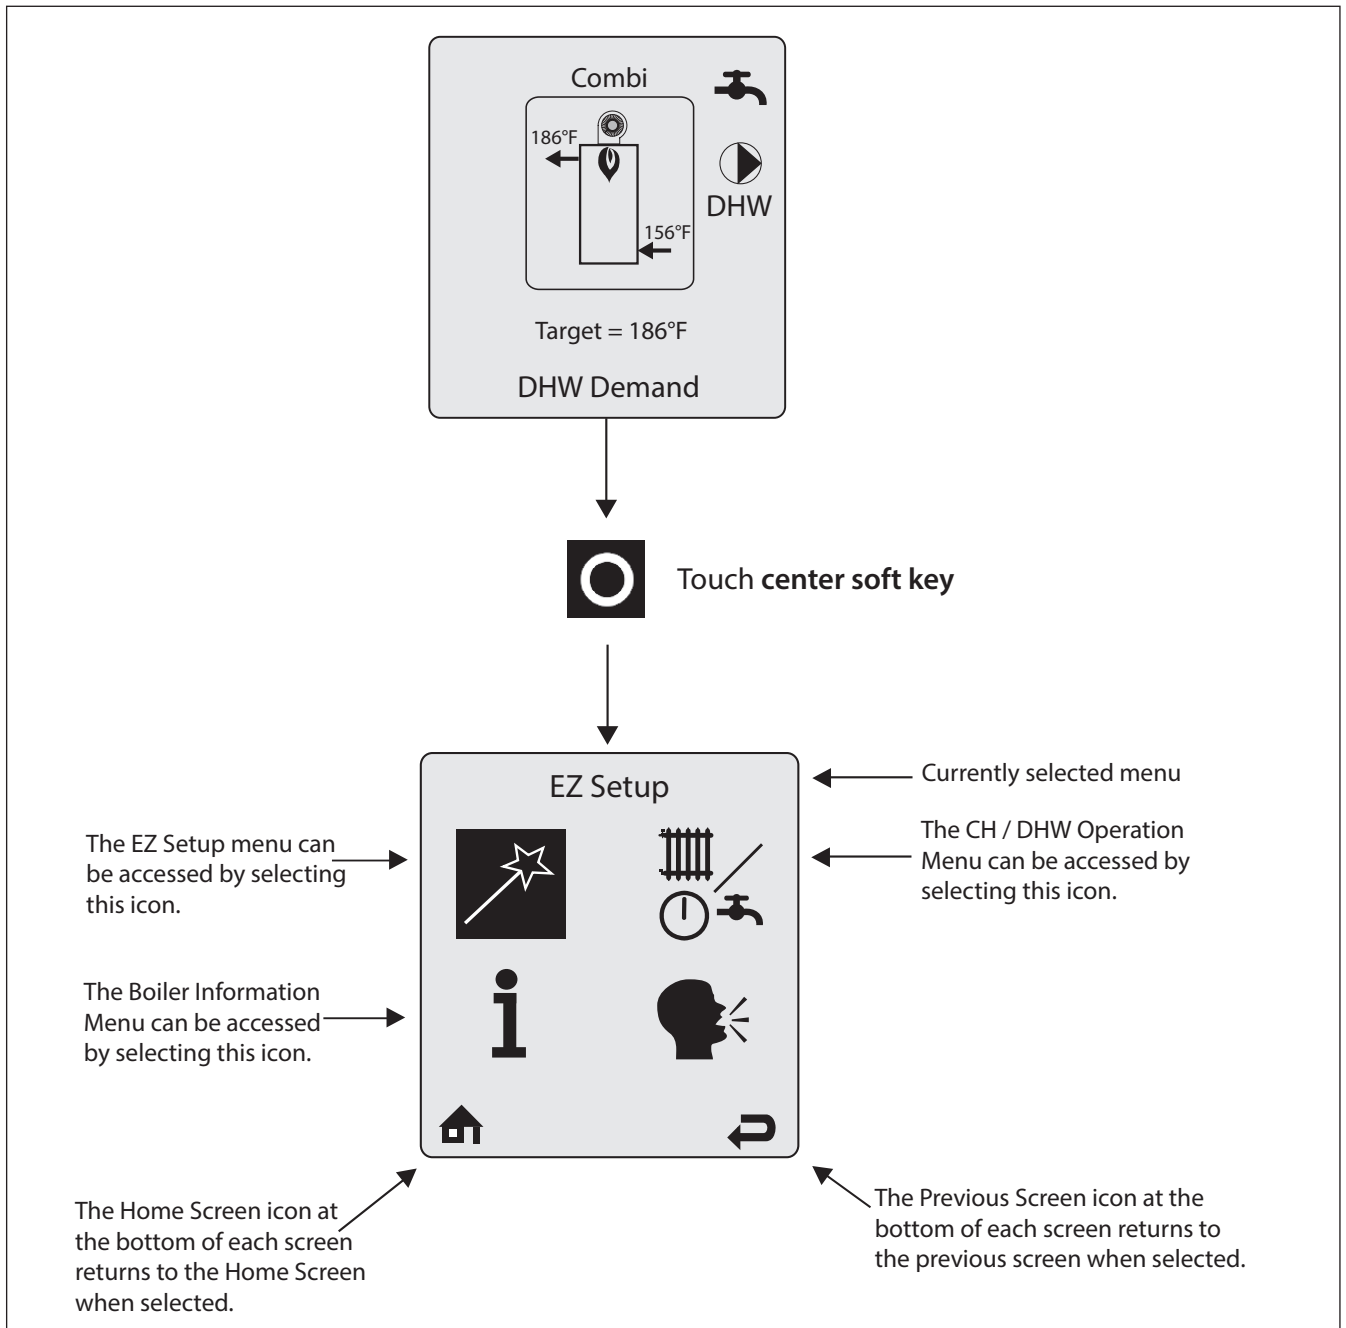 Combi
186°F
156°F
DHW
Target = 186°F
DHW Demand
Touch center soft key
EZ Setup
Currently selected menu
The EZ Setup menu can
be accessed by selecting
this icon.
The CH / DHW Operation
Menu can be accessed by
selecting this icon.
The Boiler Information
Menu can be accessed
by selecting this icon.
The Home Screen icon at
the bottom of each screen
returns to the Home Screen
when selected.
The Previous Screen icon at the
bottom of each screen returns to
the previous screen when selected.